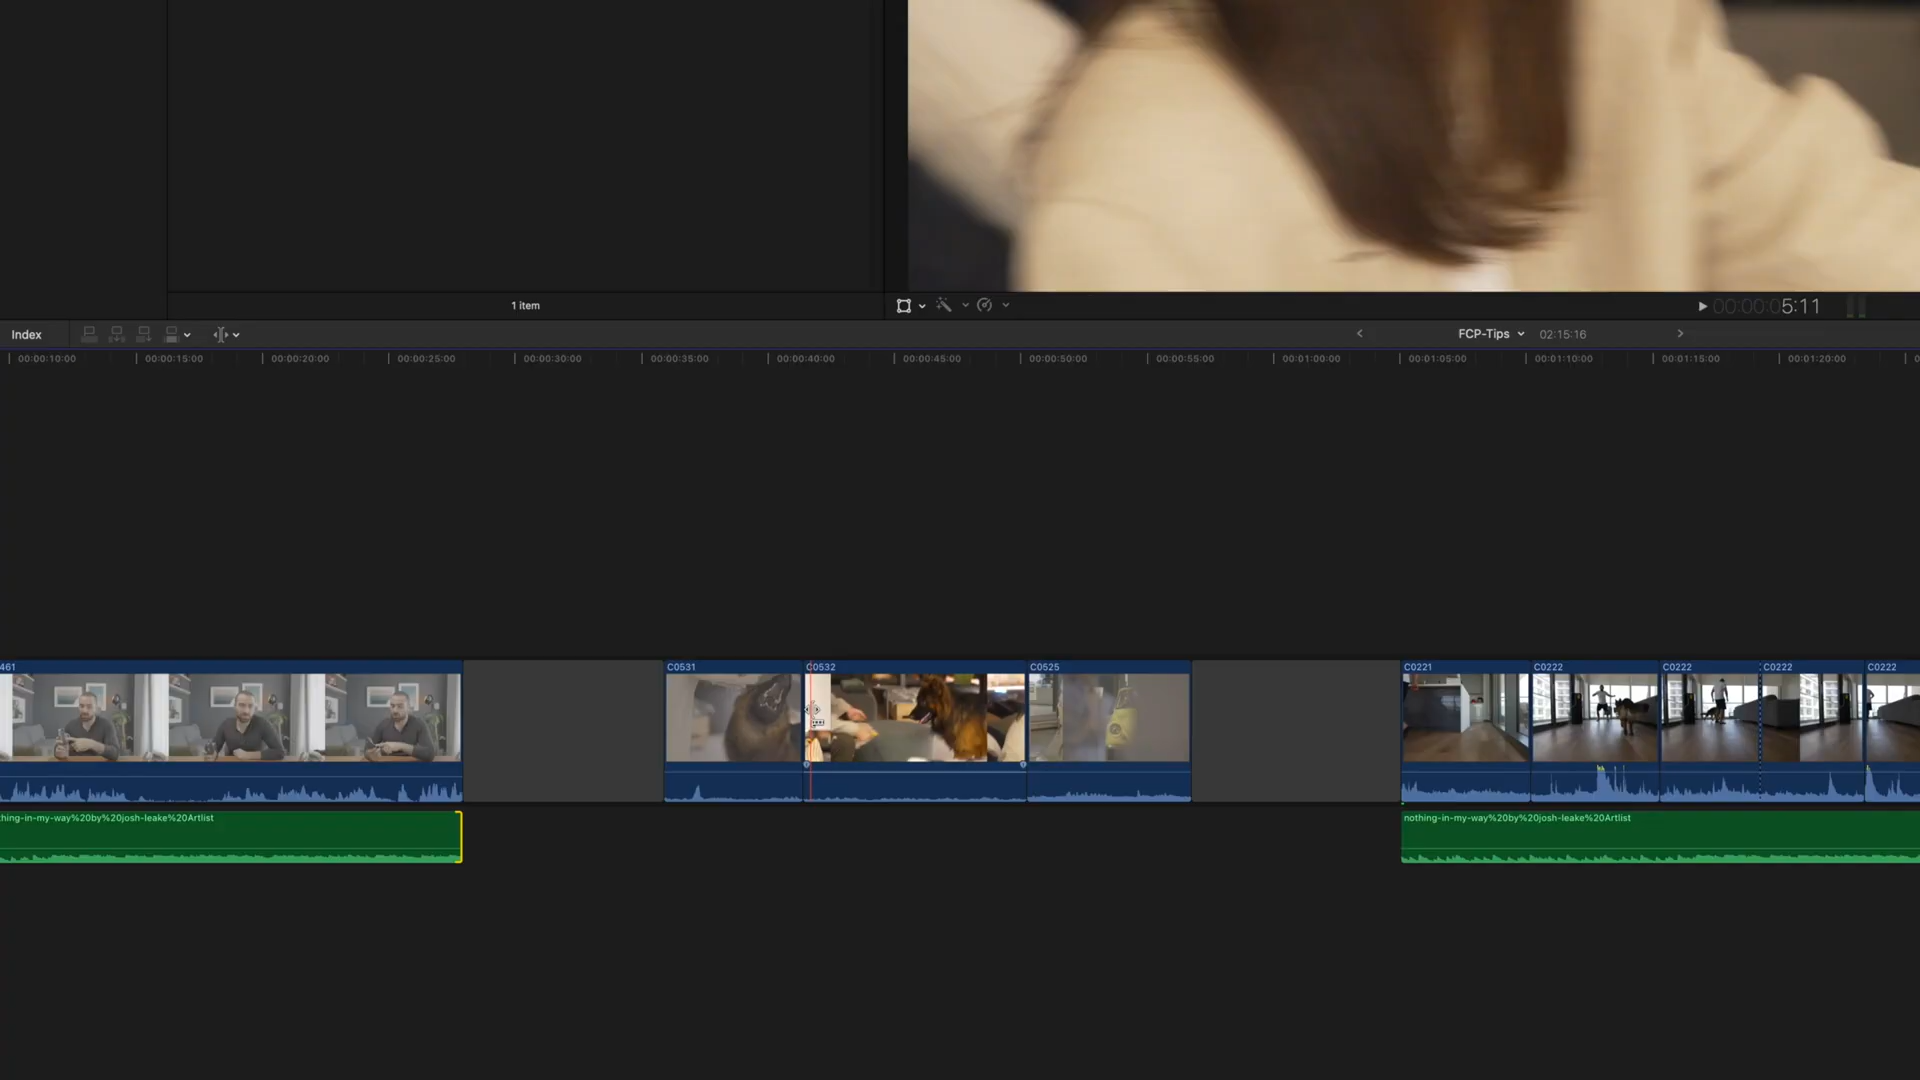 1 item
00:00:05:11
Index
FCP-Tips
02:15:16
00:00:10:00
00:00:15:00
00:00:20:00
00:00:25:00
00:00:30:00
00:00:35:00
00:00:40:00
00:00:45:00
00:00:50:00
00:00:55:00
00:01:00:00
00:01:05:00
00:01:10:00
00:01:15:00
00:01:20:00
461
C0531
C0532
C0525
C0221
C0222
C0222
C0222
C0222
thing-in-my-way%20by%20josh-leake%20Artlist
nothing-in-my-way%20by%20josh-leake%20Artlist